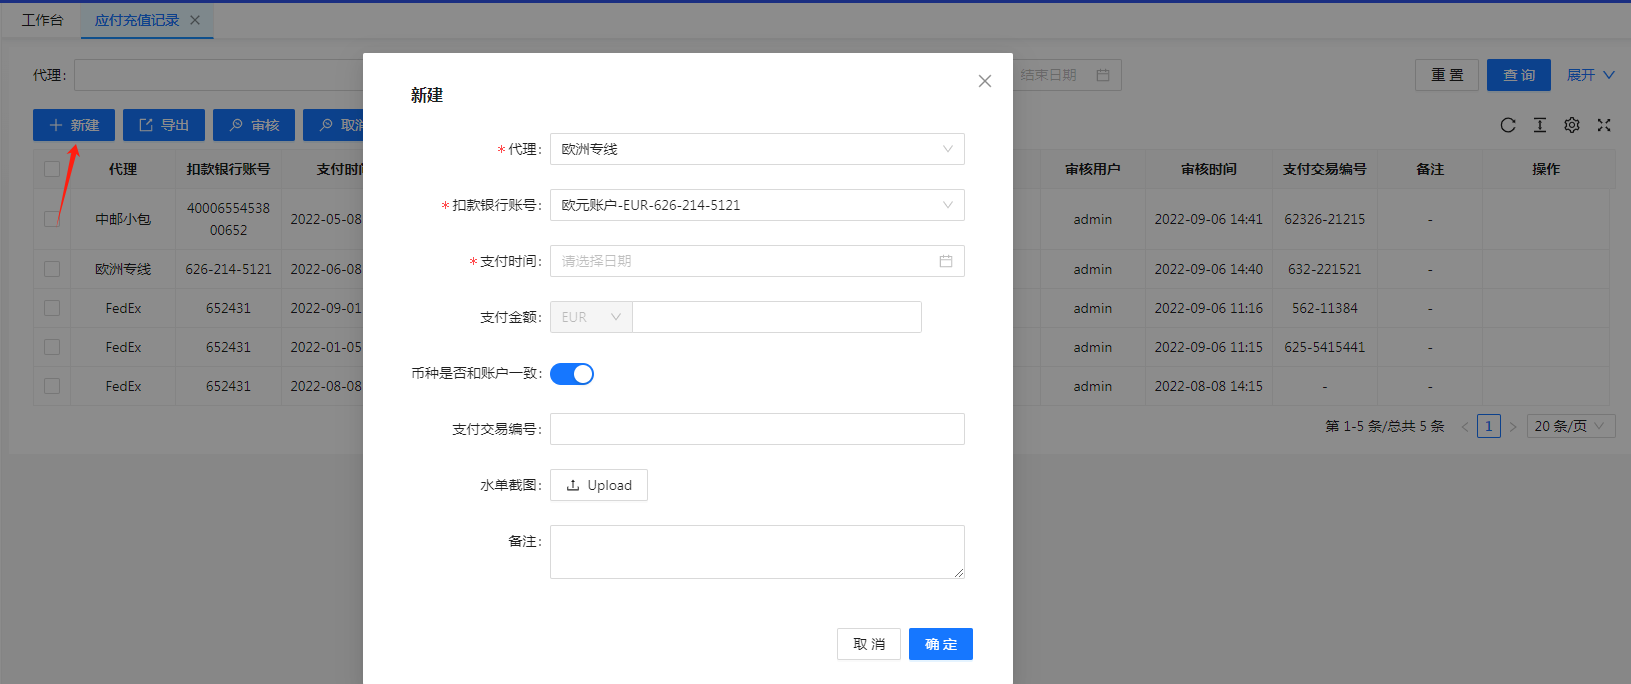 工作台
应付充值记录
代理:
结束日期
重 置
查 询
展开
新建
导出
审核
代理
扣款银行账号
审核用户
审核时间
支付交易编号
备注
操作
中邮小包
40006554538
00652
2022-05-08
admin
2022-09-06 14:41
62326-21215
-
欧洲专线
626-214-5121
2022-06-08
admin
2022-09-06 14:40
632-221521
-
FedEx
652431
2022-09-01
admin
2022-09-06 11:16
562-11384
-
FedEx
652431
2022-01-05
admin
2022-09-06 11:15
625-5415441
-
FedEx
652431
2022-08-08
admin
2022-08-08 14:15
-
-
第 1-5 条/总共 5 条
1
20 条/页
新建
*代理:
欧洲专线
*扣款银行账号:
欧元账户-EUR-626-214-5121
*支付时间:
请选择日期
支付金额:
EUR
币种是否和账户一致:
支付交易编号:
水单截图:
Upload
备注:
取 消
确 定